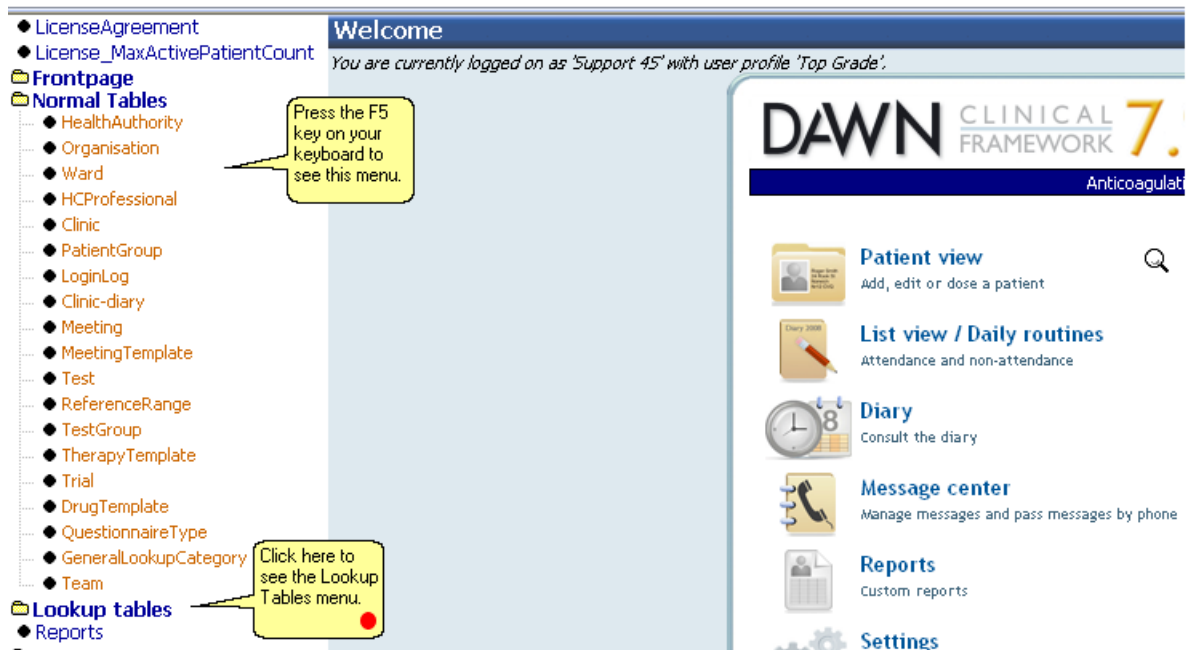 LicenseAgreement
License_MaxActivePatientCount
Frontpage
Normal Tables
HealthAuthority
Organisation
Ward
HCProfessional
Clinic
PatientGroup
LoginLog
Clinic-diary
Meeting
MeetingTemplate
Test
ReferenceRange
TestGroup
TherapyTemplate
Trial
DrugTemplate
QuestionnaireType
GeneralLookupCategory
Team
Lookup tables
Reports
Press the F5
key on your
keyboard to
see this menu.
Click here to
see the Lookup
Tables menu.
Welcome
You are currently logged on as 'Support 45' with user profile 'Top Grade'.
DAWN CLINICAL FRAMEWORK 7.
Anticoagulati
Patient view
Add, edit or dose a patient
List view / Daily routines
Attendance and non-attendance
Diary 2008
Diary
Consult the diary
8
Message center
Manage messages and pass messages by phone
Reports
Custom reports
Settings